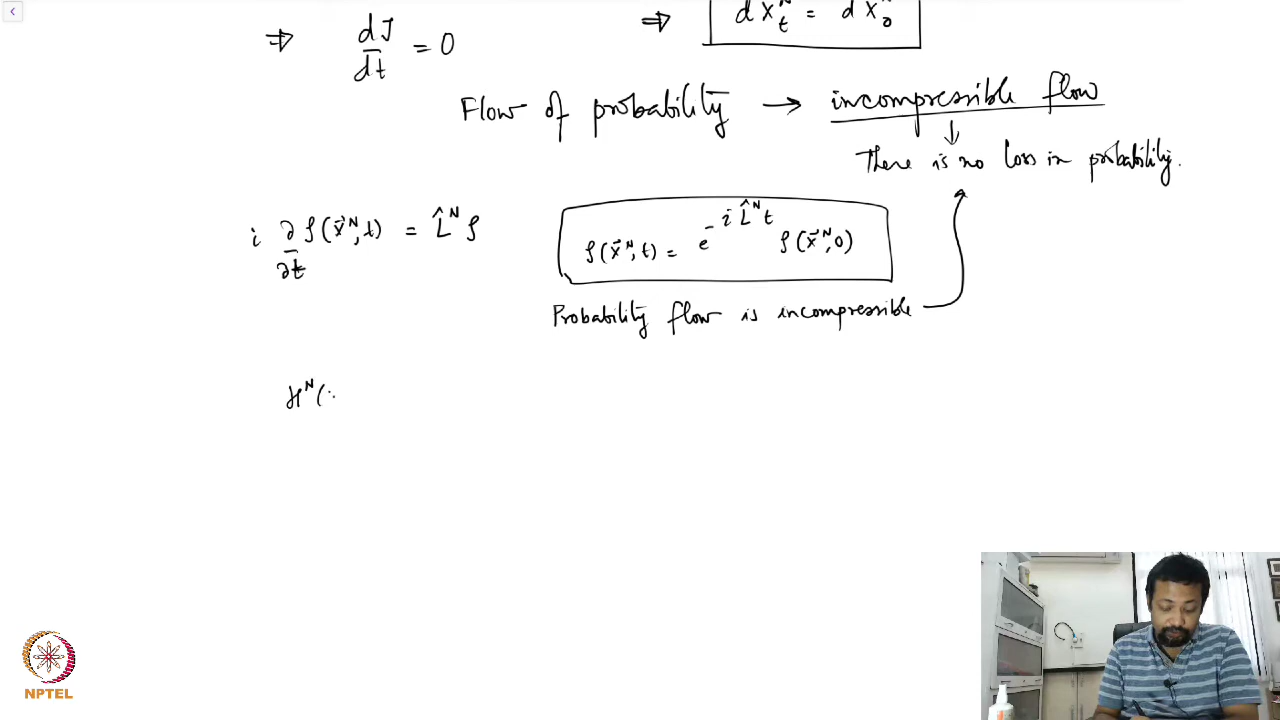 ⇒ dJ/dt = 0 ⇒ dX_t^N = dX_0^N
Flow of probability → incompressible flow
There is no loss in probability.
i ∂/∂t ρ(x⃗^N, t) = L̂^N ρ
ρ(x⃗^N, t) = e^{-i L̂^N t} ρ(x⃗^N, 0)
Probability flow is incompressible
H^N(
NPTEL